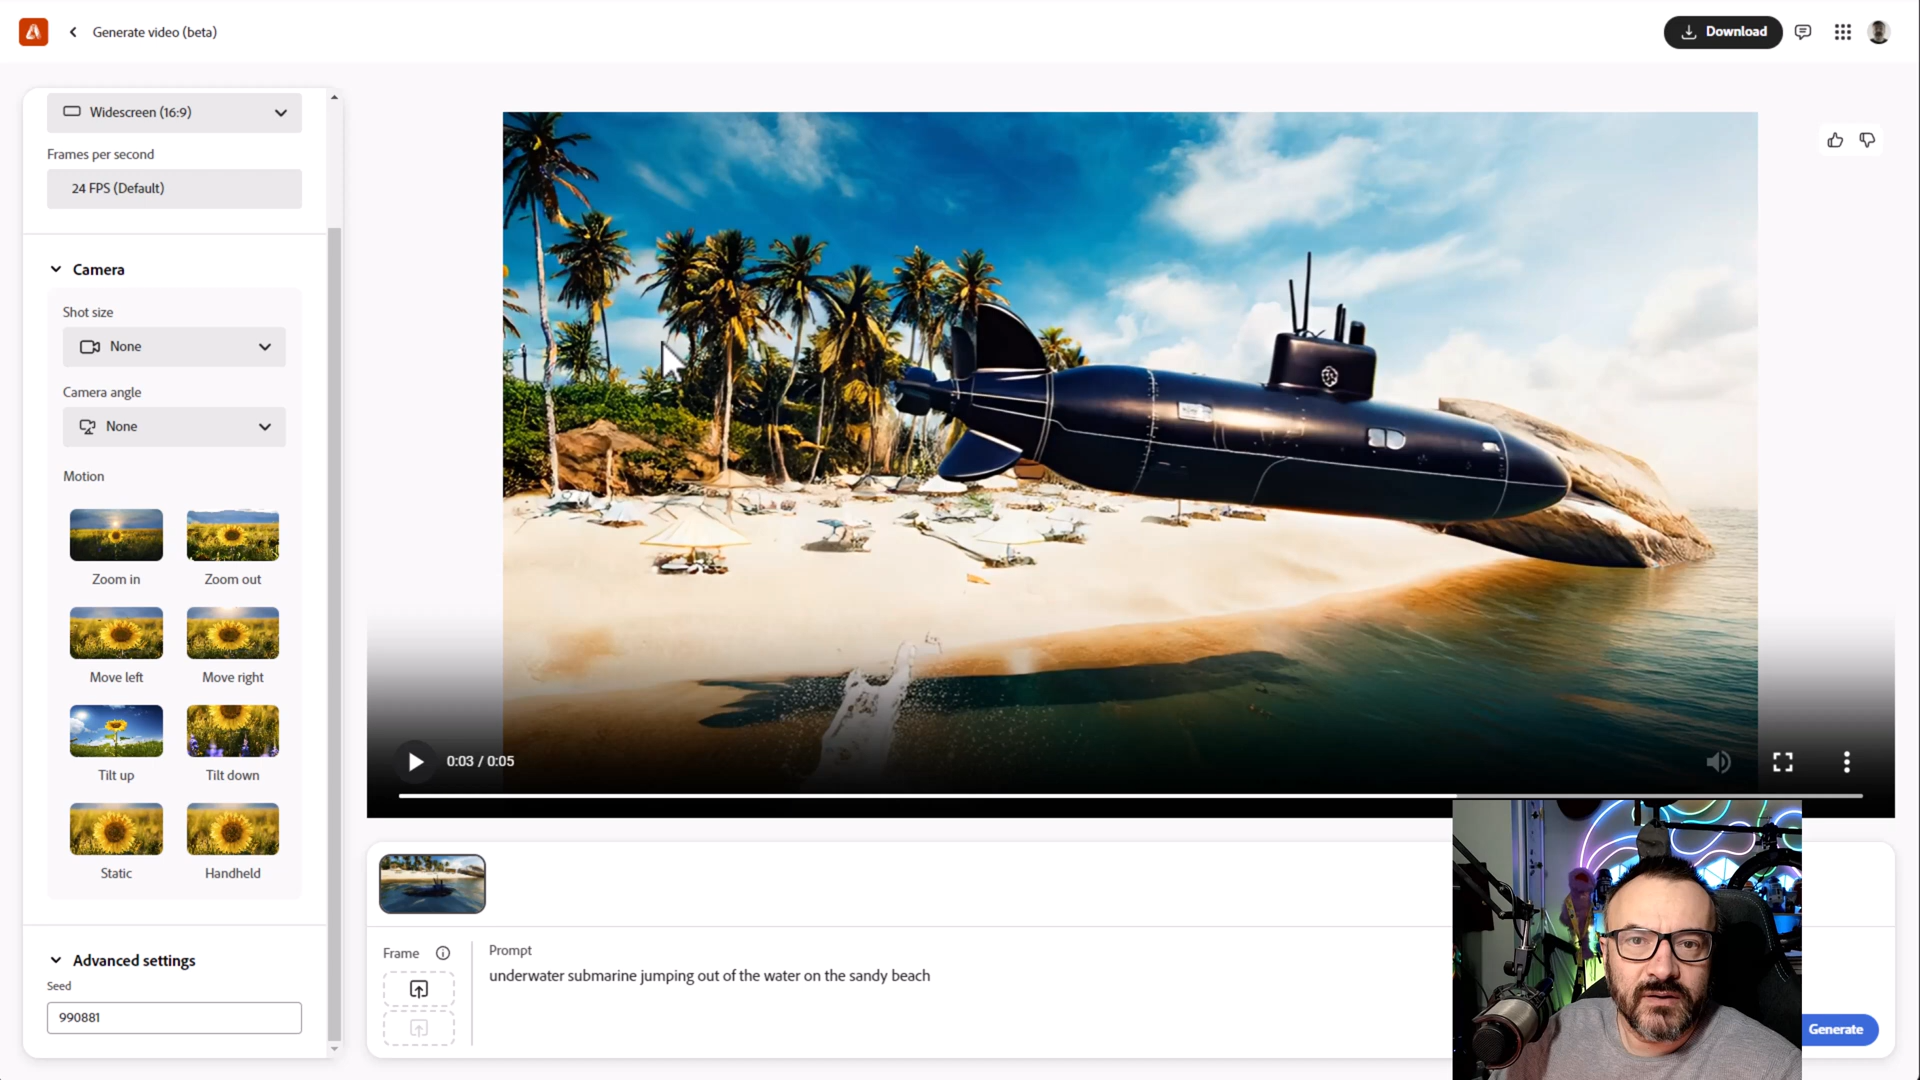 Generate video (beta)
Download
Widescreen (16:9)
Frames per second
24 FPS (Default)
Camera
Shot size
None
Camera angle
None
Motion
Zoom in
Zoom out
Move left
Move right
Tilt up
Tilt down
Static
Handheld
Advanced settings
Seed
990881
0:03 / 0:05
Frame
Prompt
underwater submarine jumping out of the water on the sandy beach
Generate